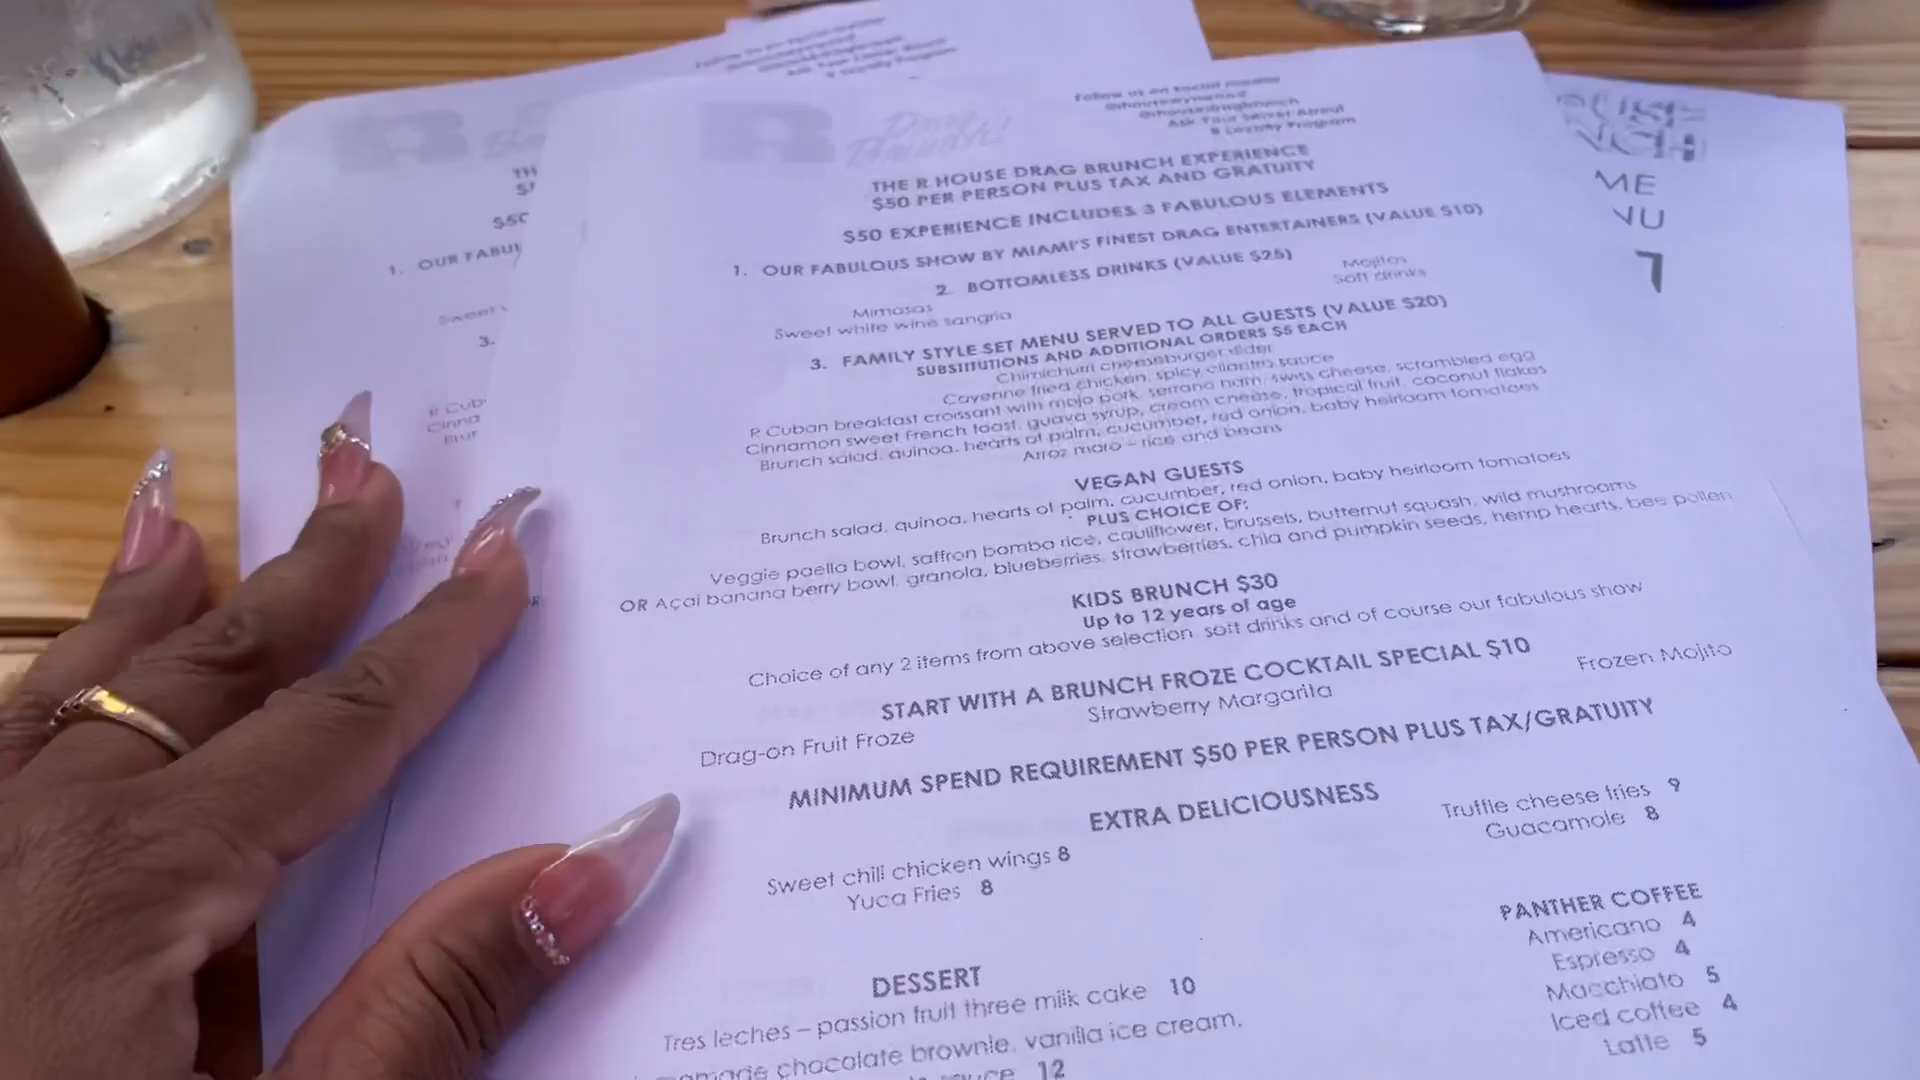 Drag Brunch!
Follow us on social media
Ask Your Server About
R Loyalty Program
THE R HOUSE DRAG BRUNCH EXPERIENCE
$50 PER PERSON PLUS TAX AND GRATUITY
$50 EXPERIENCE INCLUDES 3 FABULOUS ELEMENTS
1. OUR FABULOUS SHOW BY MIAMI'S FINEST DRAG ENTERTAINERS (VALUE $10)
2. BOTTOMLESS DRINKS (VALUE $25)
Mimosas Mojitos
Sweet white wine sangria Soft drinks
3. FAMILY STYLE SET MENU SERVED TO ALL GUESTS (VALUE $20)
SUBSTITUTIONS AND ADDITIONAL ORDERS $5 EACH
Chimichurri cheeseburger slider
Cayenne fried chicken, spicy cilantro sauce
R Cuban breakfast croissant with mojo pork, serrano ham, swiss cheese, scrambled egg
Cinnamon sweet French toast, guava syrup, cream cheese, tropical fruit, coconut flakes
Brunch salad, quinoa, hearts of palm, cucumber, red onion, baby heirloom tomatoes
Arroz moro – rice and beans
VEGAN GUESTS
Brunch salad, quinoa, hearts of palm, cucumber, red onion, baby heirloom tomatoes
PLUS CHOICE OF:
Veggie paella bowl, saffron bomba rice, cauliflower, brussels, butternut squash, wild mushrooms
OR Açai banana berry bowl, granola, blueberries, strawberries, chia and pumpkin seeds, hemp hearts, bee pollen
KIDS BRUNCH $30
Up to 12 years of age
Choice of any 2 items from above selection, soft drinks and of course our fabulous show
START WITH A BRUNCH FROZE COCKTAIL SPECIAL $10
Drag-on Fruit Froze Strawberry Margarita Frozen Mojito
MINIMUM SPEND REQUIREMENT $50 PER PERSON PLUS TAX/GRATUITY
EXTRA DELICIOUSNESS
Sweet chili chicken wings 8 Truffle cheese fries 9
Yuca Fries 8 Guacamole 8
DESSERT
Tres leches – passion fruit three milk cake 10
chocolate brownie, vanilla ice cream,
12
PANTHER COFFEE
Americano 4
Espresso 4
Macchiato 5
Iced coffee 4
Latte 5